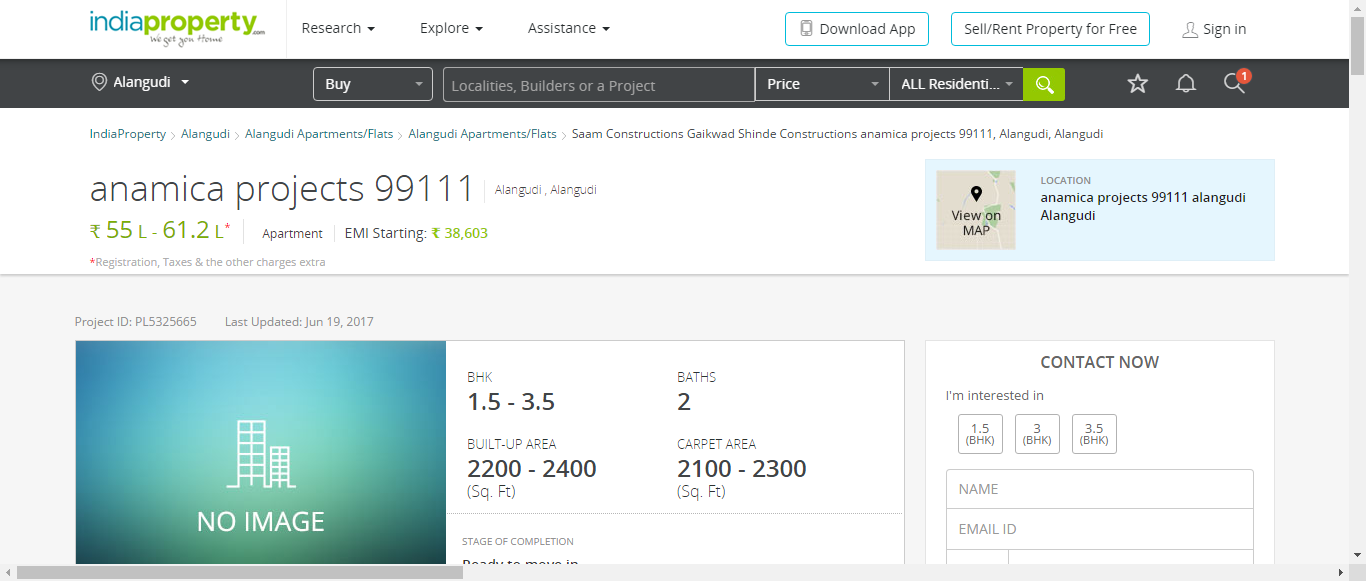 indiaproperty.com
We get you Home
Research
Explore
Assistance
Download App
Sell/Rent Property for Free
Sign in
Alangudi
Buy
Localities, Builders or a Project
Price
ALL Residenti...
1
IndiaProperty > Alangudi > Alangudi Apartments/Flats > Alangudi Apartments/Flats > Saam Constructions Gaikwad Shinde Constructions anamica projects 99111, Alangudi, Alangudi
anamica projects 99111
Alangudi , Alangudi
₹ 55 L - 61.2 L*
Apartment
EMI Starting: ₹ 38,603
*Registration, Taxes & the other charges extra
View on
MAP
LOCATION
anamica projects 99111 alangudi
Alangudi
Project ID: PL5325665
Last Updated: Jun 19, 2017
NO IMAGE
BHK
1.5 - 3.5
BATHS
2
BUILT-UP AREA
2200 - 2400
(Sq. Ft)
CARPET AREA
2100 - 2300
(Sq. Ft)
STAGE OF COMPLETION
Ready to move in
CONTACT NOW
I'm interested in
1.5
(BHK)
3
(BHK)
3.5
(BHK)
NAME
EMAIL ID